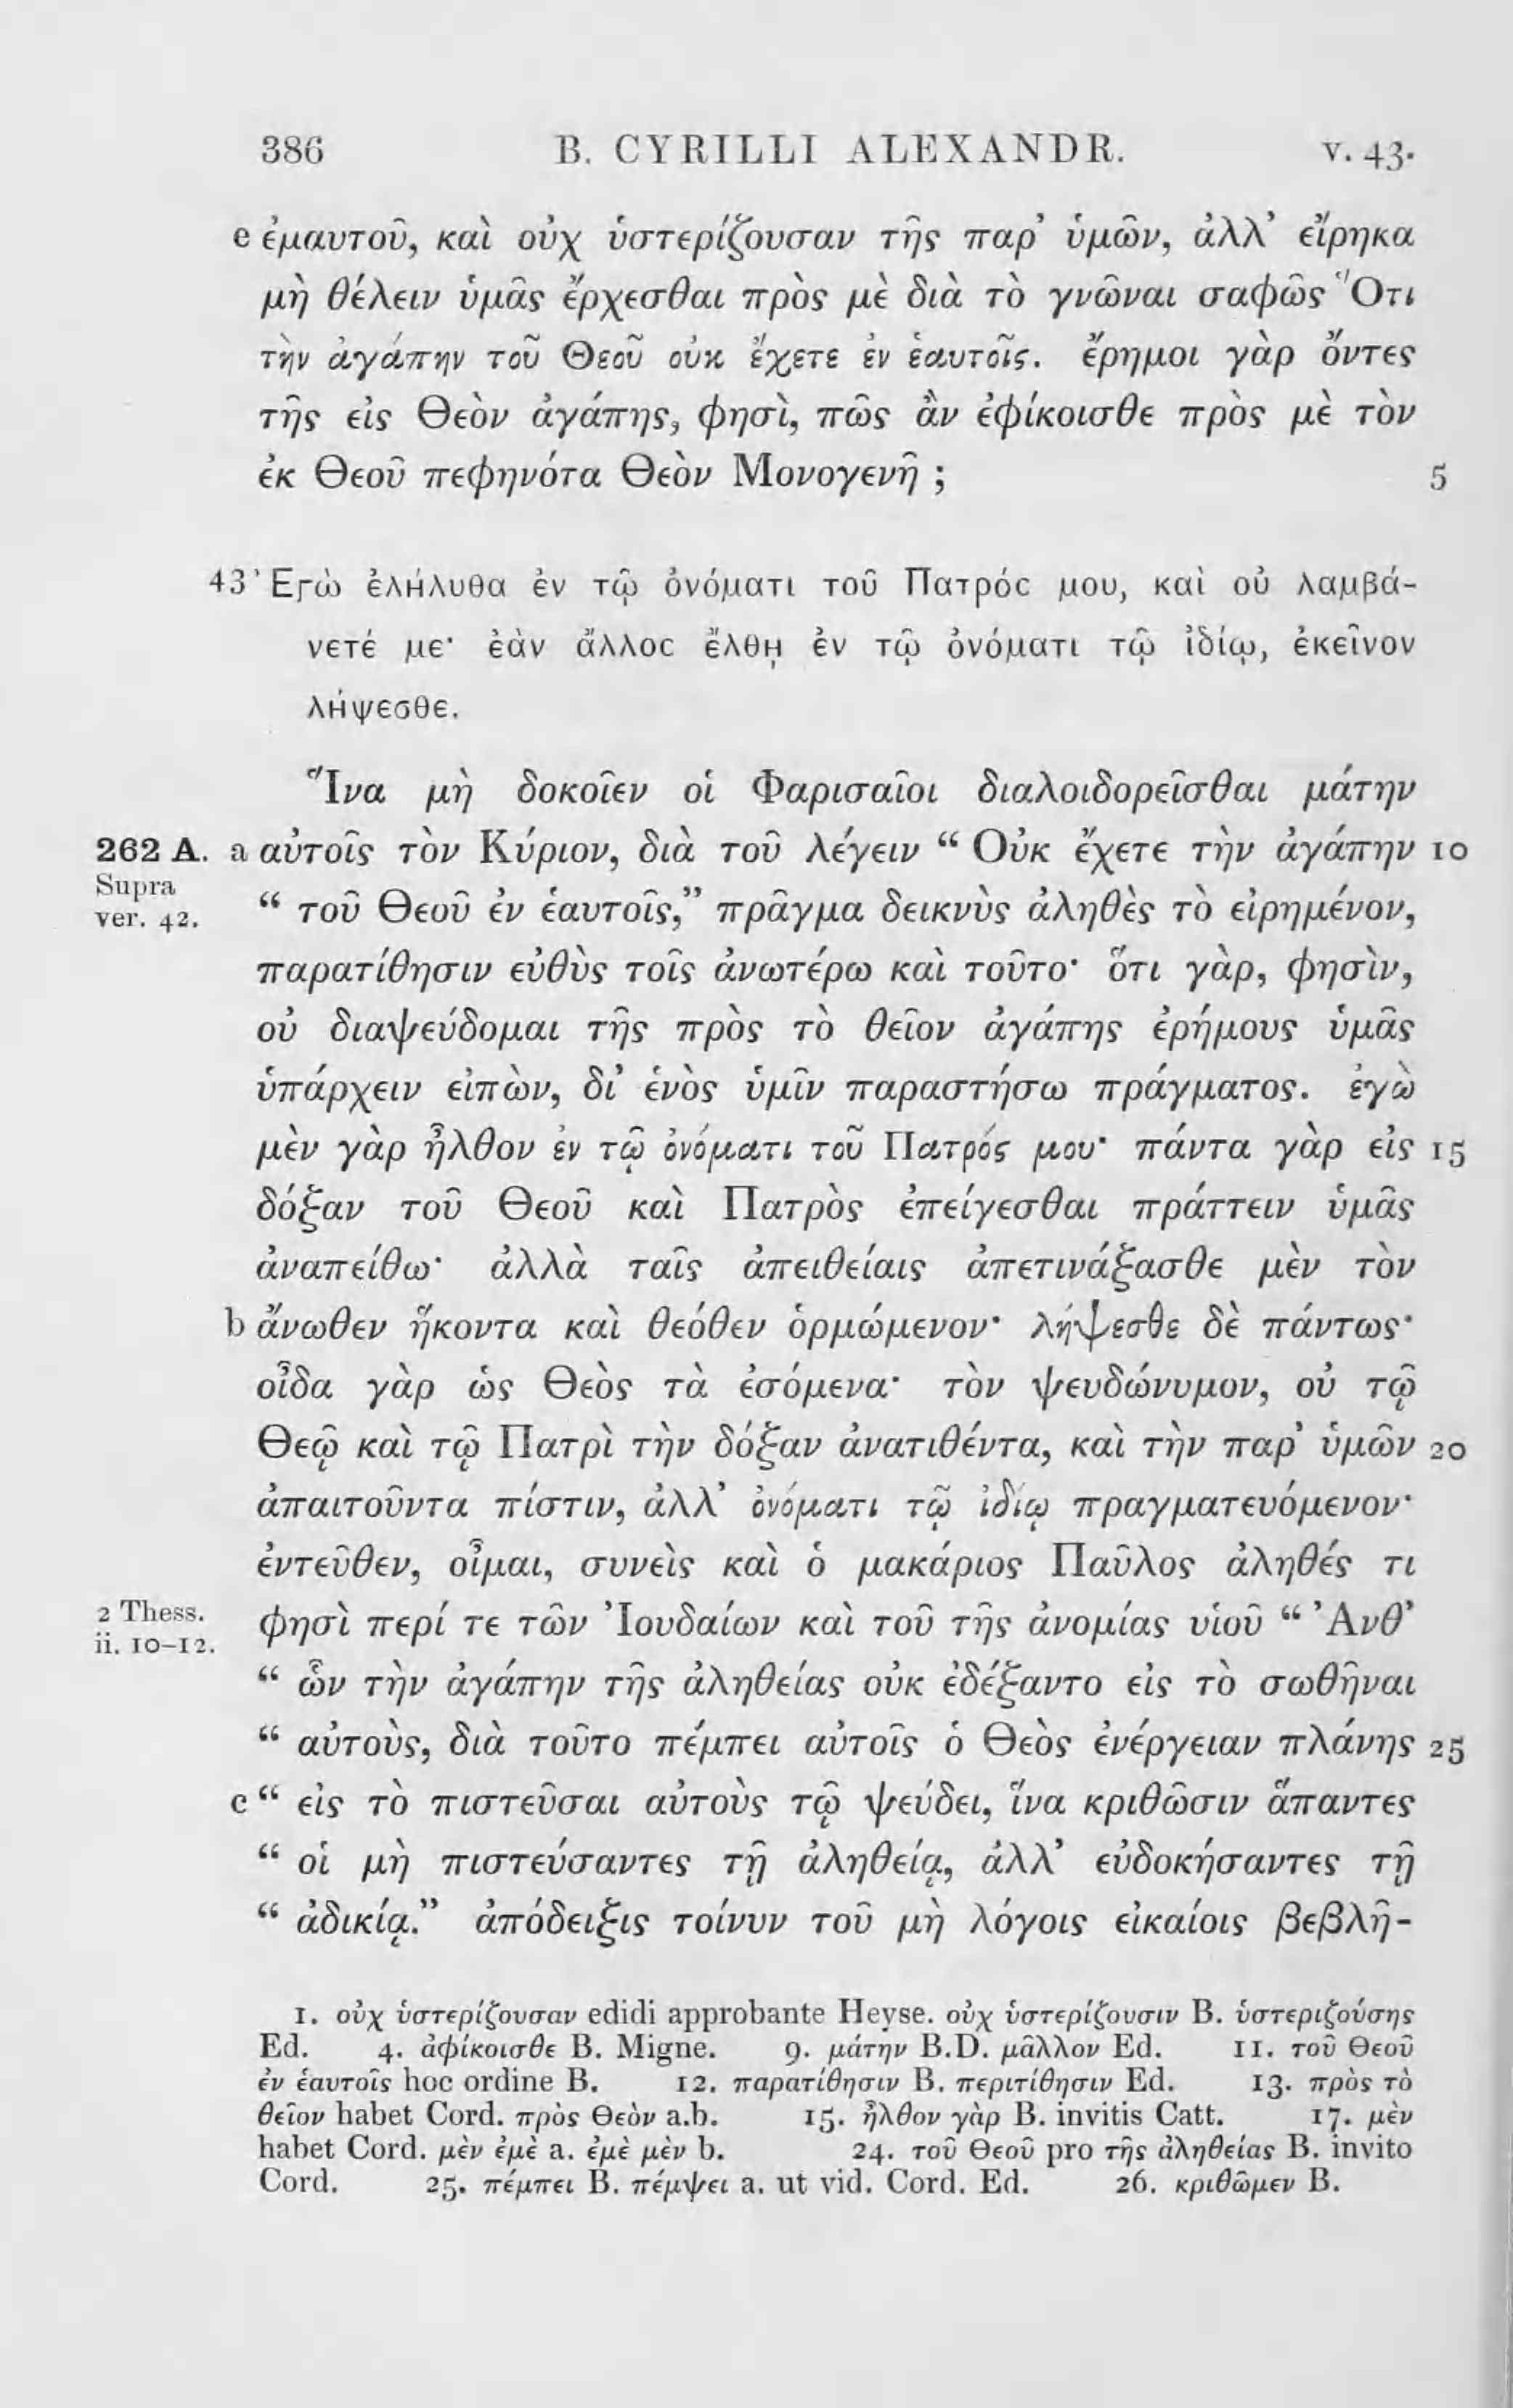 386 B. CYRILLI ALEXANDR. v. 43.
e ἐμαυτοῦ, καὶ οὐχ ὑστερίζουσαν τῆς παρ’ ὑμῶν, ἀλλ’ εἴρηκα
μὴ θέλειν ὑμᾶς ἔρχεσθαι πρὸς μὲ διὰ τὸ γνῶναι σαφῶς Ὅτι
τὴν ἀγάπην τοῦ Θεοῦ οὐκ ἔχετε ἐν ἑαυτοῖς. ἔρημοι γὰρ ὄντες
τῆς εἰς Θεὸν ἀγάπης, φησὶ, πῶς ἂν ἐφίκοισθε πρὸς μὲ τὸν
ἐκ Θεοῦ πεφηνότα Θεὸν Μονογενῆ ; 5
43 Ἐγὼ ἐλήλυθα ἐν τῷ ὀνόματι τοῦ Πατρός μου, καὶ οὐ λαμβά-
νετέ με· ἐὰν ἄλλος ἔλθῃ ἐν τῷ ὀνόματι τῷ ἰδίῳ, ἐκεῖνον
λήψεσθε.
Ἵνα μὴ δοκοῖεν οἱ Φαρισαῖοι διαλοιδορεῖσθαι μάτην
262 A. a αὐτοῖς τὸν Κύριον, διὰ τοῦ λέγειν “ Οὐκ ἔχετε τὴν ἀγάπην 10
Supra
ver. 42. “ τοῦ Θεοῦ ἐν ἑαυτοῖς,” πρᾶγμα δεικνὺς ἀληθὲς τὸ εἰρημένον,
παρατίθησιν εὐθὺς τοῖς ἀνωτέρω καὶ τοῦτο· ὅτι γὰρ, φησὶν,
οὐ διαψεύδομαι τῆς πρὸς τὸ θεῖον ἀγάπης ἐρήμους ὑμᾶς
ὑπάρχειν εἰπὼν, δι’ ἑνὸς ὑμῖν παραστήσω πράγματος. ἐγὼ
μὲν γὰρ ἦλθον ἐν τῷ ὀνόματι τοῦ Πατρός μου· πάντα γὰρ εἰς 15
δόξαν τοῦ Θεοῦ καὶ Πατρὸς ἐπείγεσθαι πράττειν ὑμᾶς
ἀναπείθω· ἀλλὰ ταῖς ἀπειθείαις ἀπετινάξασθε μὲν τὸν
b ἄνωθεν ἥκοντα καὶ θεόθεν ὁρμώμενον· λήψεσθε δὲ πάντως·
οἶδα γὰρ ὡς Θεὸς τὰ ἐσόμενα· τὸν ψευδώνυμον, οὐ τῷ
Θεῷ καὶ τῷ Πατρὶ τὴν δόξαν ἀνατιθέντα, καὶ τὴν παρ’ ὑμῶν 20
ἀπαιτοῦντα πίστιν, ἀλλ’ ὀνόματι τῷ ἰδίῳ πραγματευόμενον·
ἐντεῦθεν, οἶμαι, συνεὶς καὶ ὁ μακάριος Παῦλος ἀληθές τι
2 Thess.
ii. 10-12. φησὶ περί τε τῶν Ἰουδαίων καὶ τοῦ τῆς ἀνομίας υἱοῦ “ Ἀνθ’
“ ὧν τὴν ἀγάπην τῆς ἀληθείας οὐκ ἐδέξαντο εἰς τὸ σωθῆναι
“ αὐτοὺς, διὰ τοῦτο πέμπει αὐτοῖς ὁ Θεὸς ἐνέργειαν πλάνης 25
c “ εἰς τὸ πιστεῦσαι αὐτοὺς τῷ ψεύδει, ἵνα κριθῶσιν ἅπαντες
“ οἱ μὴ πιστεύσαντες τῇ ἀληθείᾳ, ἀλλ’ εὐδοκήσαντες τῇ
“ ἀδικίᾳ.” ἀπόδειξις τοίνυν τοῦ μὴ λόγοις εἰκαίοις βεβλῆ-
1. οὐχ ὑστερίζουσαν edidi approbante Heyse. οὐχ ὑστερίζουσιν B. ὑστεριζούσης
Ed. 4. ἀφίκοισθε B. Migne. 9. μάτην B.D. μᾶλλον Ed. 11. τοῦ Θεοῦ
ἐν ἑαυτοῖς hoc ordine B. 12. παρατίθησιν B. περιτίθησιν Ed. 13. πρὸς τὸ
θεῖον habet Cord. πρὸς Θεὸν a.b. 15. ἦλθον γὰρ B. invitis Catt. 17. μὲν
habet Cord. μὲν ἐμὲ a. ἐμὲ μὲν b. 24. τοῦ Θεοῦ pro τῆς ἀληθείας B. invito
Cord. 25. πέμπει B. πέμψει a. ut vid. Cord. Ed. 26. κριθῶμεν B.